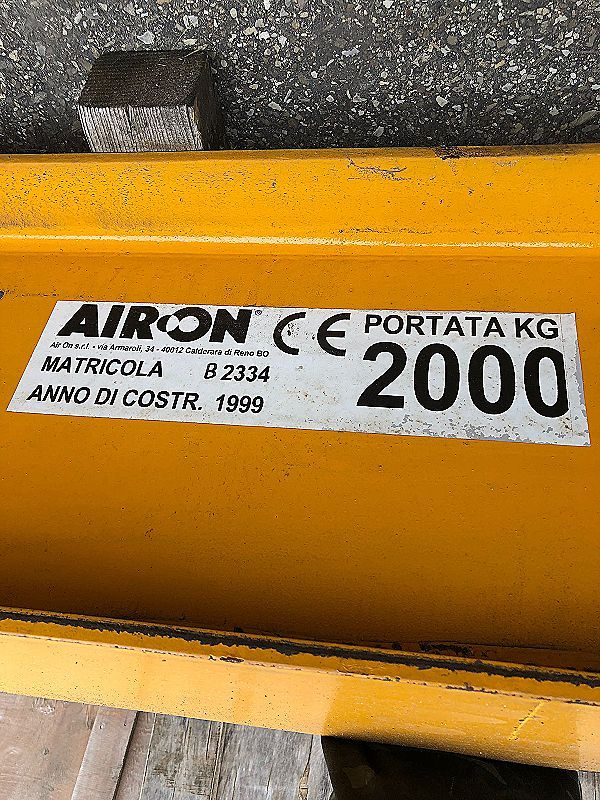 AIRON®
Air On s.r.l. - via Armaroli, 34 - 40012 Calderara di Reno BO
MATRICOLA B 2334
ANNO DI COSTR. 1999
CE
PORTATA KG
2000